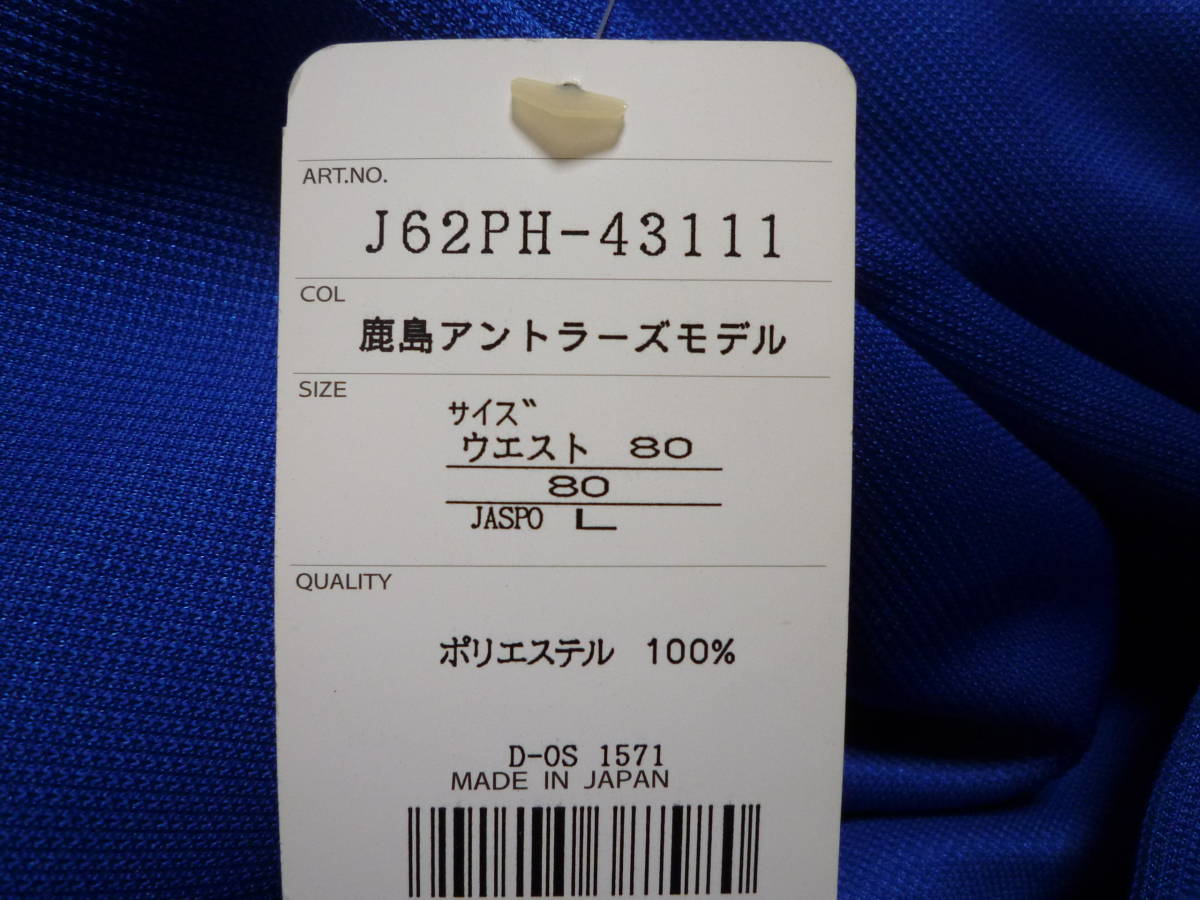 ART.NO.
J62PH-43111
COL
鹿島アントラーズモデル
SIZE
サイズ
ウエスト 80
80
JASPO L
QUALITY
ポリエステル 100%
D-OS 1571
MADE IN JAPAN